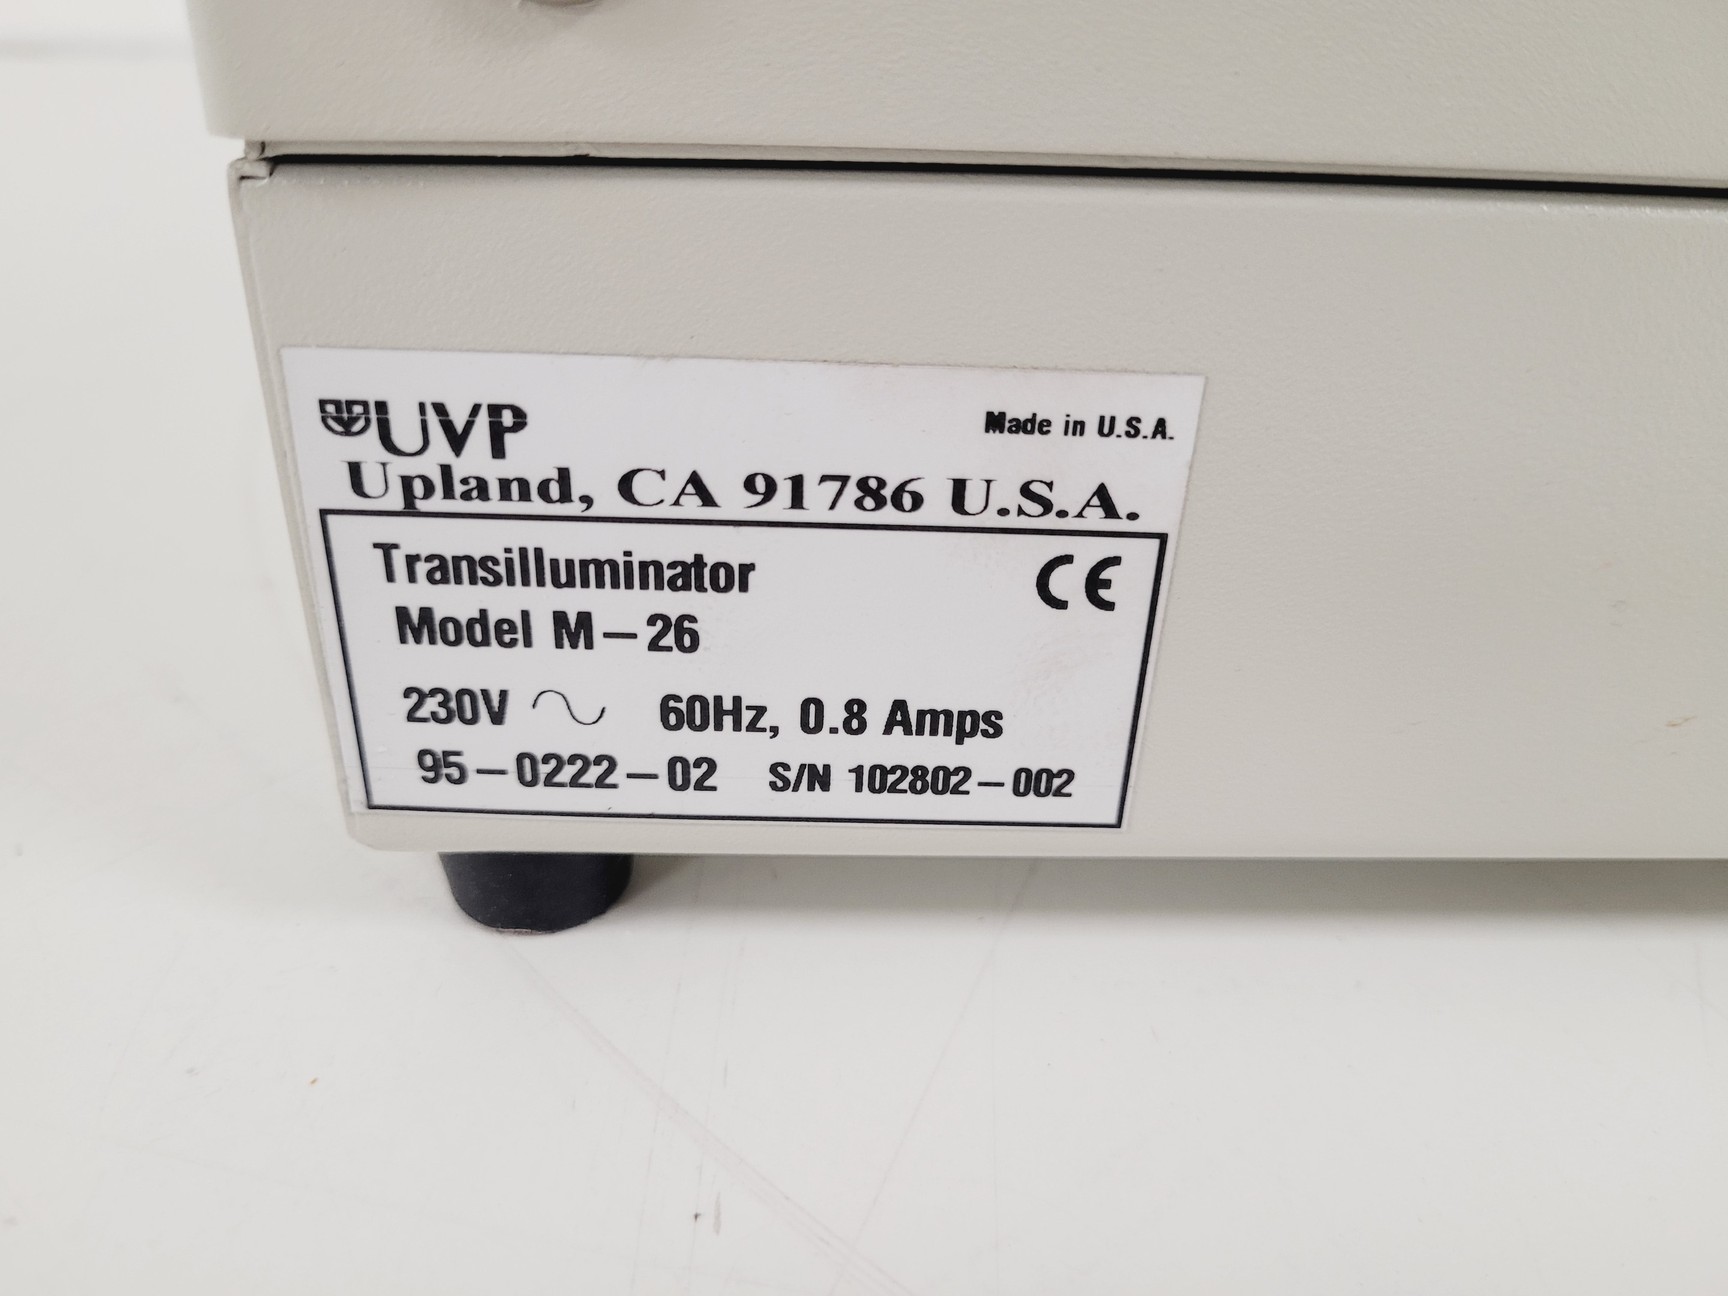 UVP
Made in U.S.A.
Upland, CA 91786 U.S.A.
Transilluminator CE
Model M-26
230V ~ 60Hz, 0.8 Amps
95-0222-02 S/N 102802-002